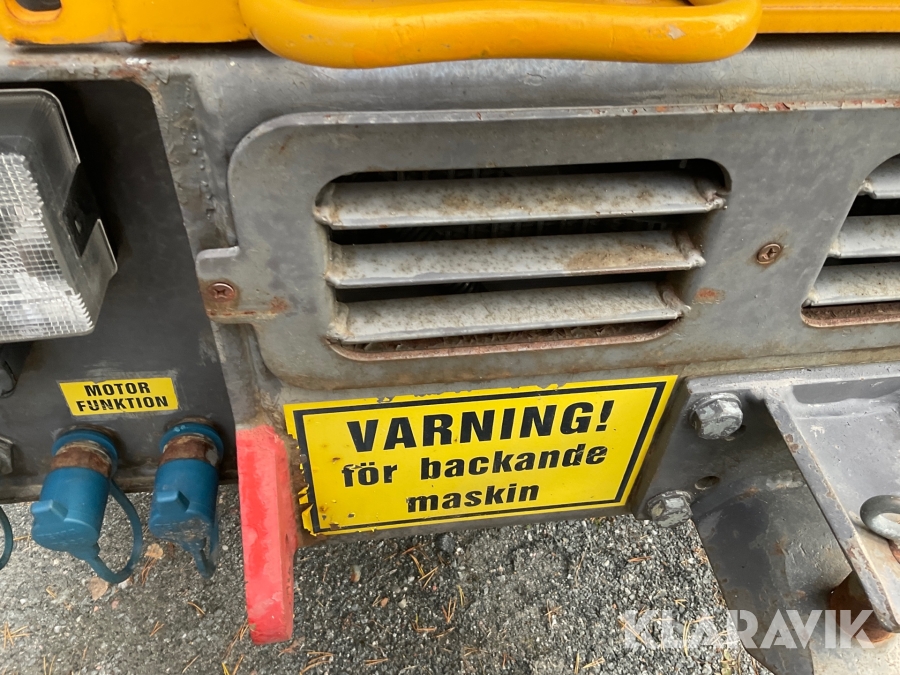 MOTOR
FUNKTION
VARNING!
för backande
maskin
KLARAVIK